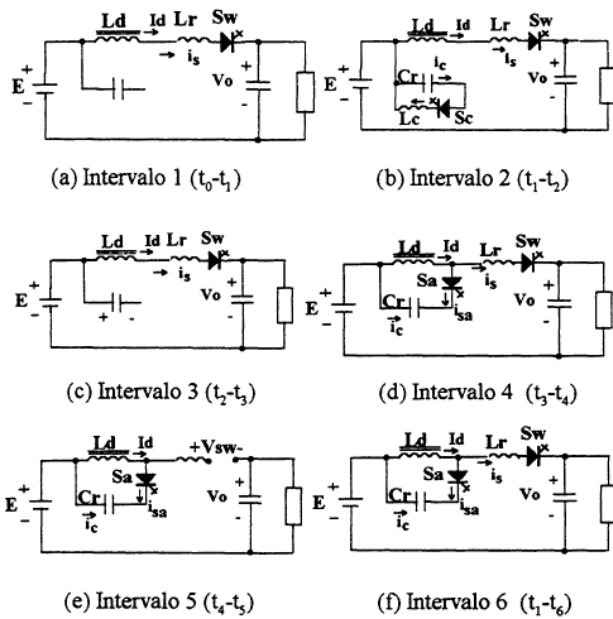 Ld Id Lr Sw
is
E + - Vo + -
(a) Intervalo 1 (t₀-t₁)
Ld Id Lr Sw
is
E + - Cr ic Vo + -
Lc Sc
(b) Intervalo 2 (t₁-t₂)
Ld Id Lr Sw
is
E + - + - Vo + -
(c) Intervalo 3 (t₂-t₃)
Ld Id Lr Sw
Sa is
E + - Cr isa Vo + -
ic
(d) Intervalo 4 (t₃-t₄)
Ld Id +Vsw-
Sa
E + - Cr isa Vo + -
ic
(e) Intervalo 5 (t₄-t₅)
Ld Id Lr Sw
Sa is
E + - Cr isa Vo + -
ic
(f) Intervalo 6 (t₁-t₆)